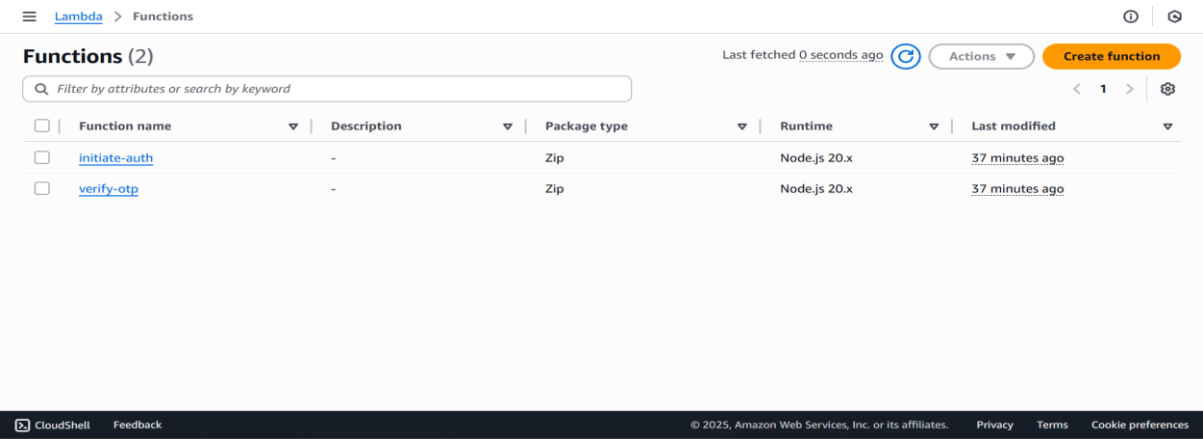 Lambda > Functions
Functions (2) Last fetched 0 seconds ago Actions Create function
Filter by attributes or search by keyword < 1 >
Function name Description Package type Runtime Last modified
initiate-auth - Zip Node.js 20.x 37 minutes ago
verify-otp - Zip Node.js 20.x 37 minutes ago
CloudShell Feedback © 2025, Amazon Web Services, Inc. or its affiliates. Privacy Terms Cookie preferences